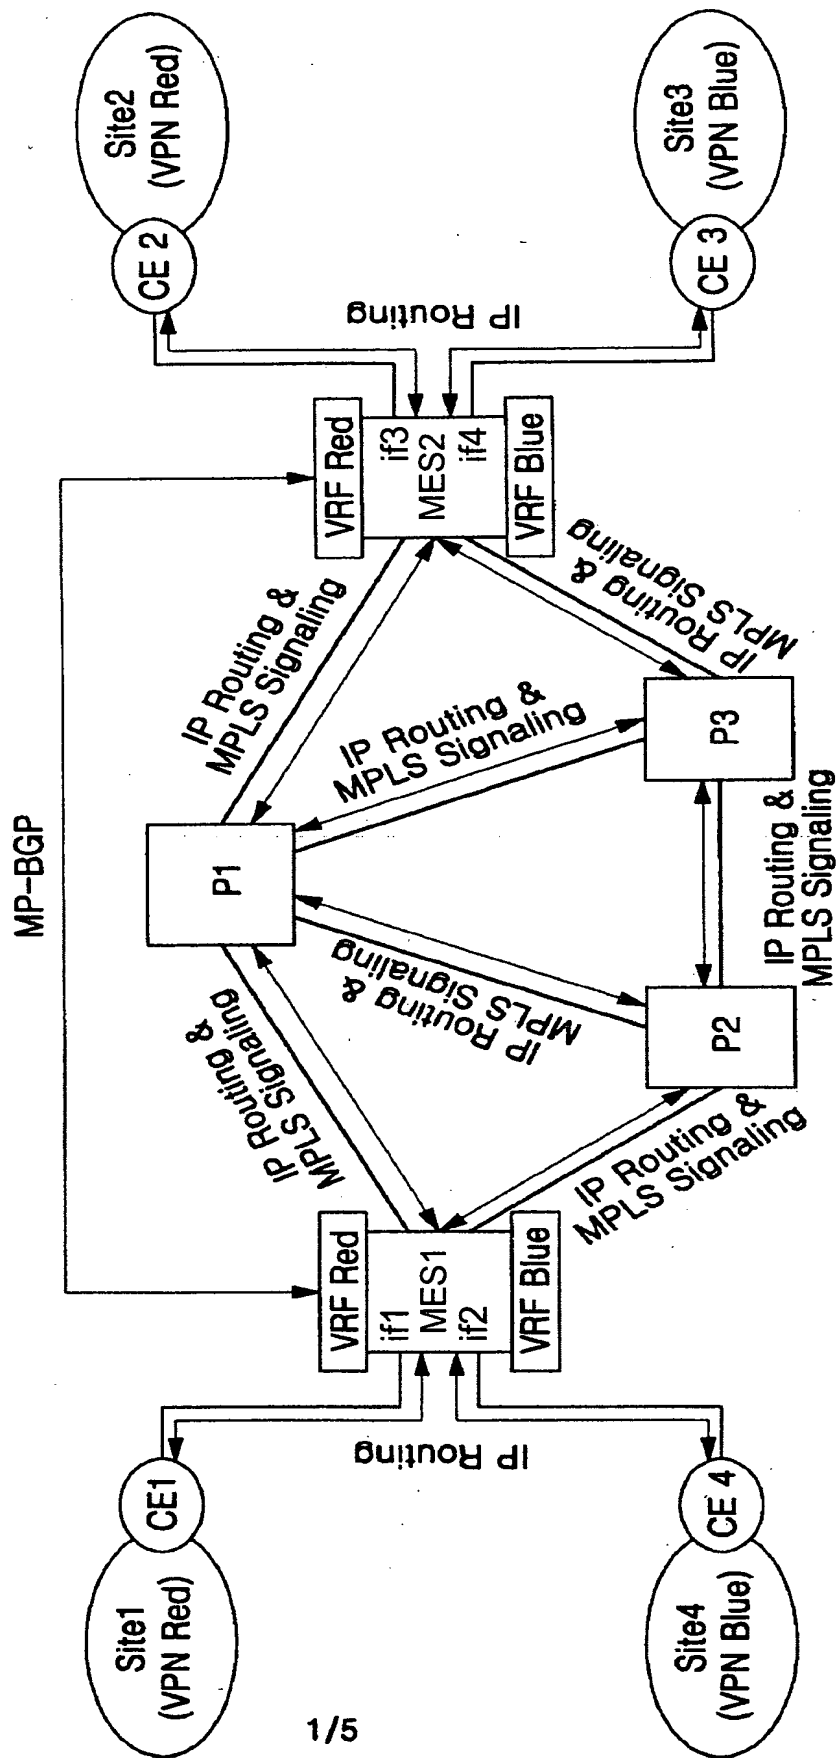 MP-BGP
Site1
(VPN Red)
CE1
Site2
(VPN Red)
CE 2
VRF Red
if1
MES1
if2
VRF Blue
IP Routing
IP Routing &
MPLS Signaling
P1
IP Routing &
MPLS Signaling
VRF Red
if3
MES2
if4
VRF Blue
IP Routing
IP Routing &
MPLS Signaling
IP Routing &
MPLS Signaling
IP Routing &
MPLS Signaling
P2
IP Routing &
MPLS Signaling
P3
IP Routing &
MPLS Signaling
Site4
(VPN Blue)
CE 4
Site3
(VPN Blue)
CE 3
1/5